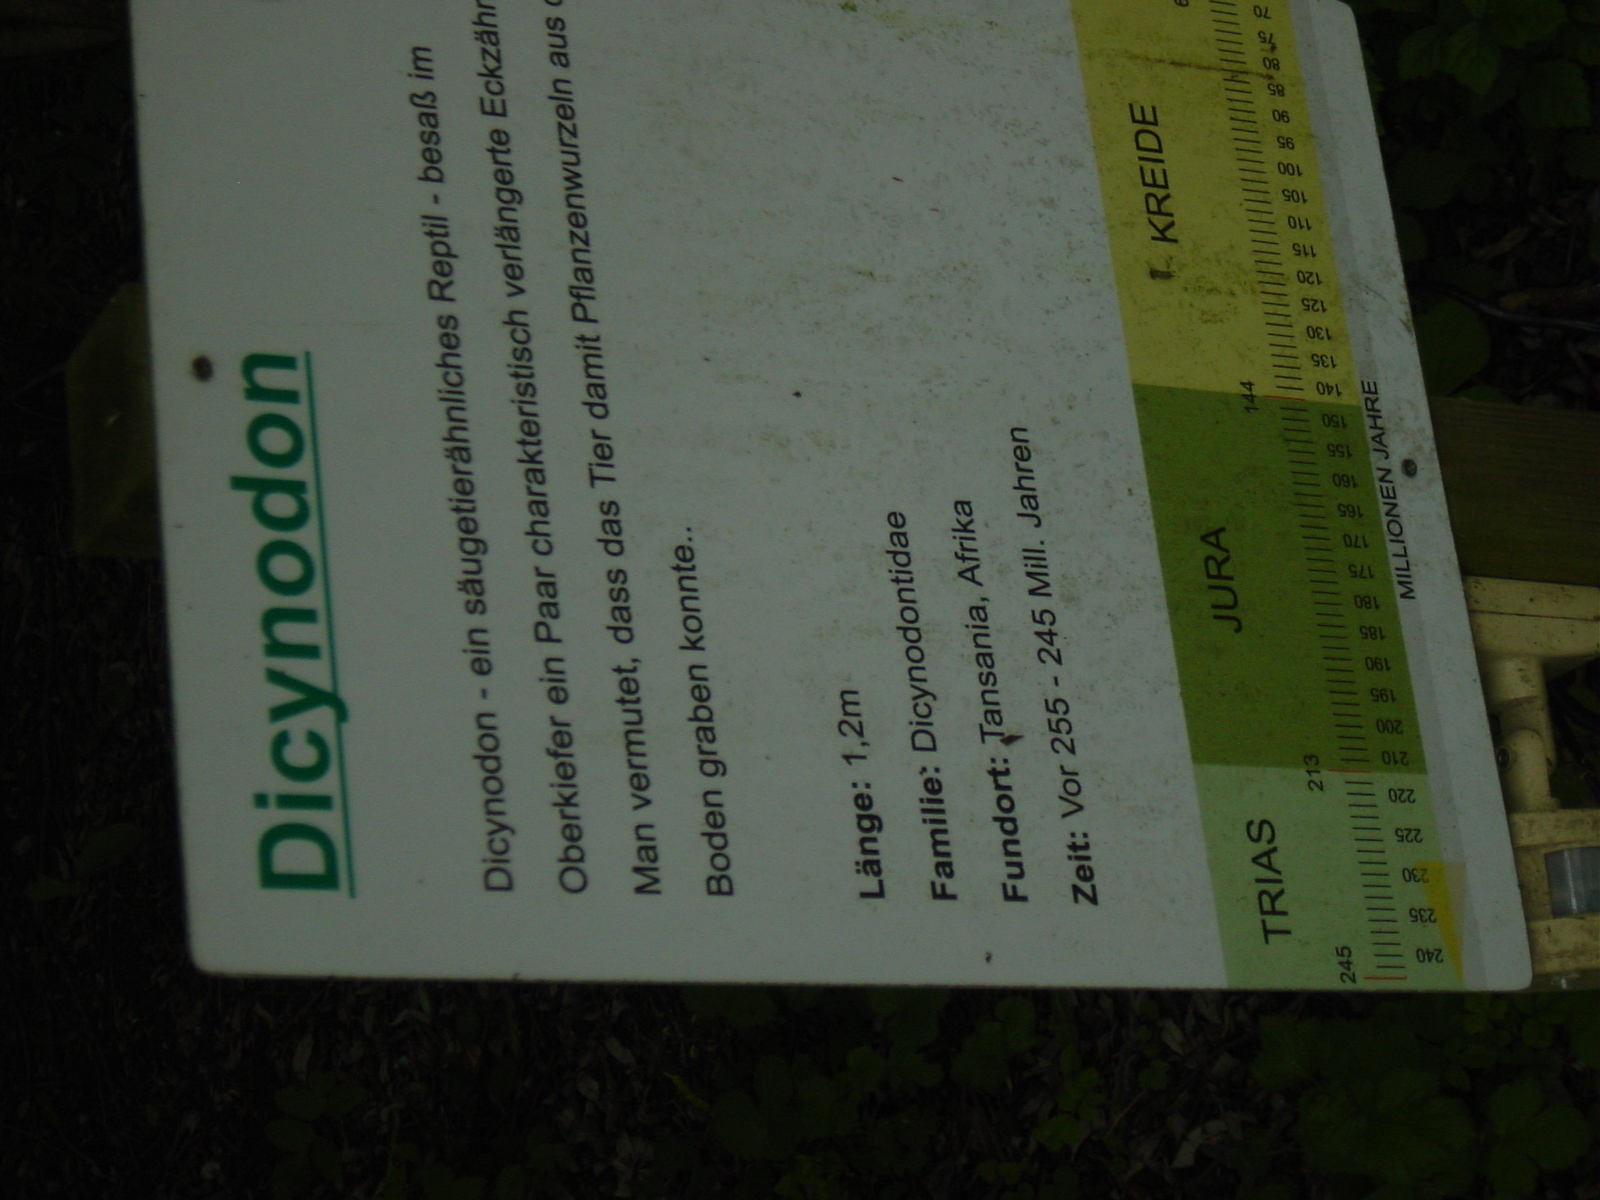 Dicynodon
Dicynodon - ein säugetierähnliches Reptil - besaß im
Oberkiefer ein Paar charakteristisch verlängerte
Man vermutet, dass das Tier damit Pflanzenwurzeln aus
Boden graben konnte..
Länge: 1,2m
Familie: Dicynodontidae
Fundort: Tansania, Afrika
Zeit: Vor 255 - 245 Mill. Jahren
TRIAS JURA KREIDE
245 213 144
240 235 230 225 220 210 200 195 190 185 180 175 170 165 160 155 150 140 135 130 125 120 115 110 105 100 95 90 85 80 75 70
MILLIONEN JAHRE